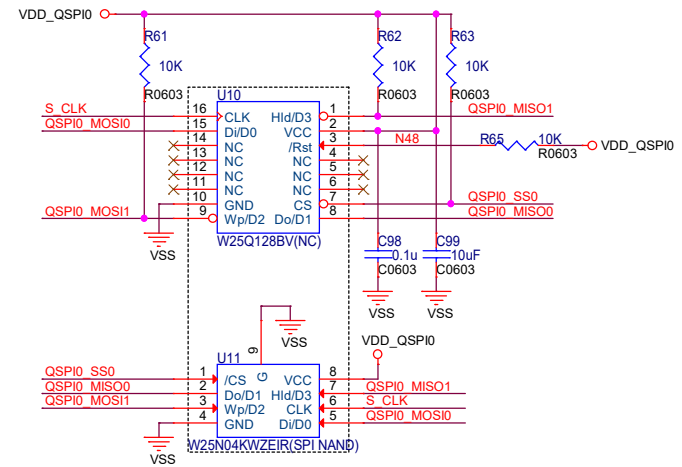 VDD_QSPI0
R61 R62 R63
10K 10K 10K
R0603 R0603 R0603
U10
S_CLK 16 CLK Hld/D3 1 QSPI0_MISO1
QSPI0_MOSI0 15 Di/D0 VCC 2
14 NC /Rst 3 N48 R65 10K R0603 VDD_QSPI0
13 NC NC 4
12 NC NC 5
11 NC NC 6
10 GND CS 7 QSPI0_SS0
QSPI0_MOSI1 9 Wp/D2 Do/D1 8 QSPI0_MISO0
VSS W25Q128BV(NC)
C98 C99
0.1u 10uF
C0603 C0603
VSS VSS
VSS
9
VDD_QSPI0
U11
QSPI0_SS0 1 /CS G VCC 8
QSPI0_MISO0 2 Do/D1 Hld/D3 7 QSPI0_MISO1
QSPI0_MOSI1 3 Wp/D2 CLK 6 S_CLK
4 GND Di/D0 5 QSPI0_MOSI0
W25N04KWZEIR(SPI NAND)
VSS